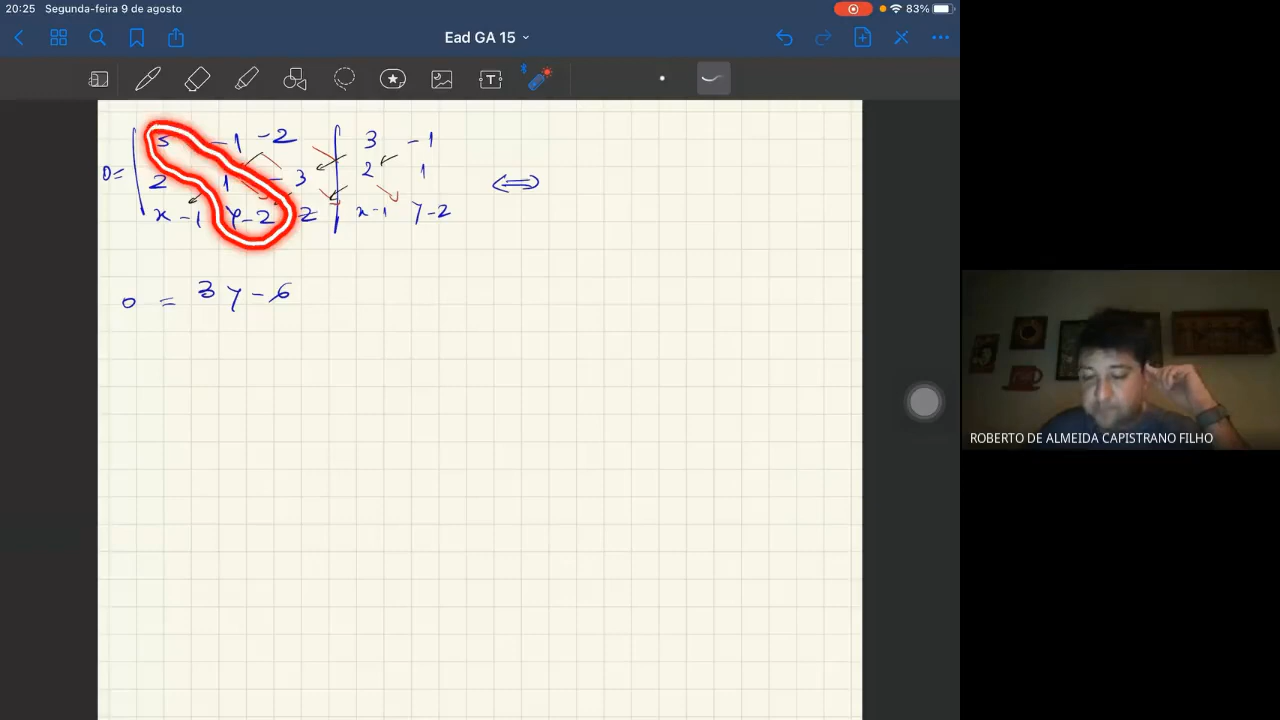 20:25 Segunda-feira 9 de agosto 83%
Ead GA 15
3 -1 -2 | 3 -1
0= 2 1 -3 | 2 1 ⟺
x-1 y-2 z | x-1 y-2
0 = 3y-6
ROBERTO DE ALMEIDA CAPISTRANO FILHO